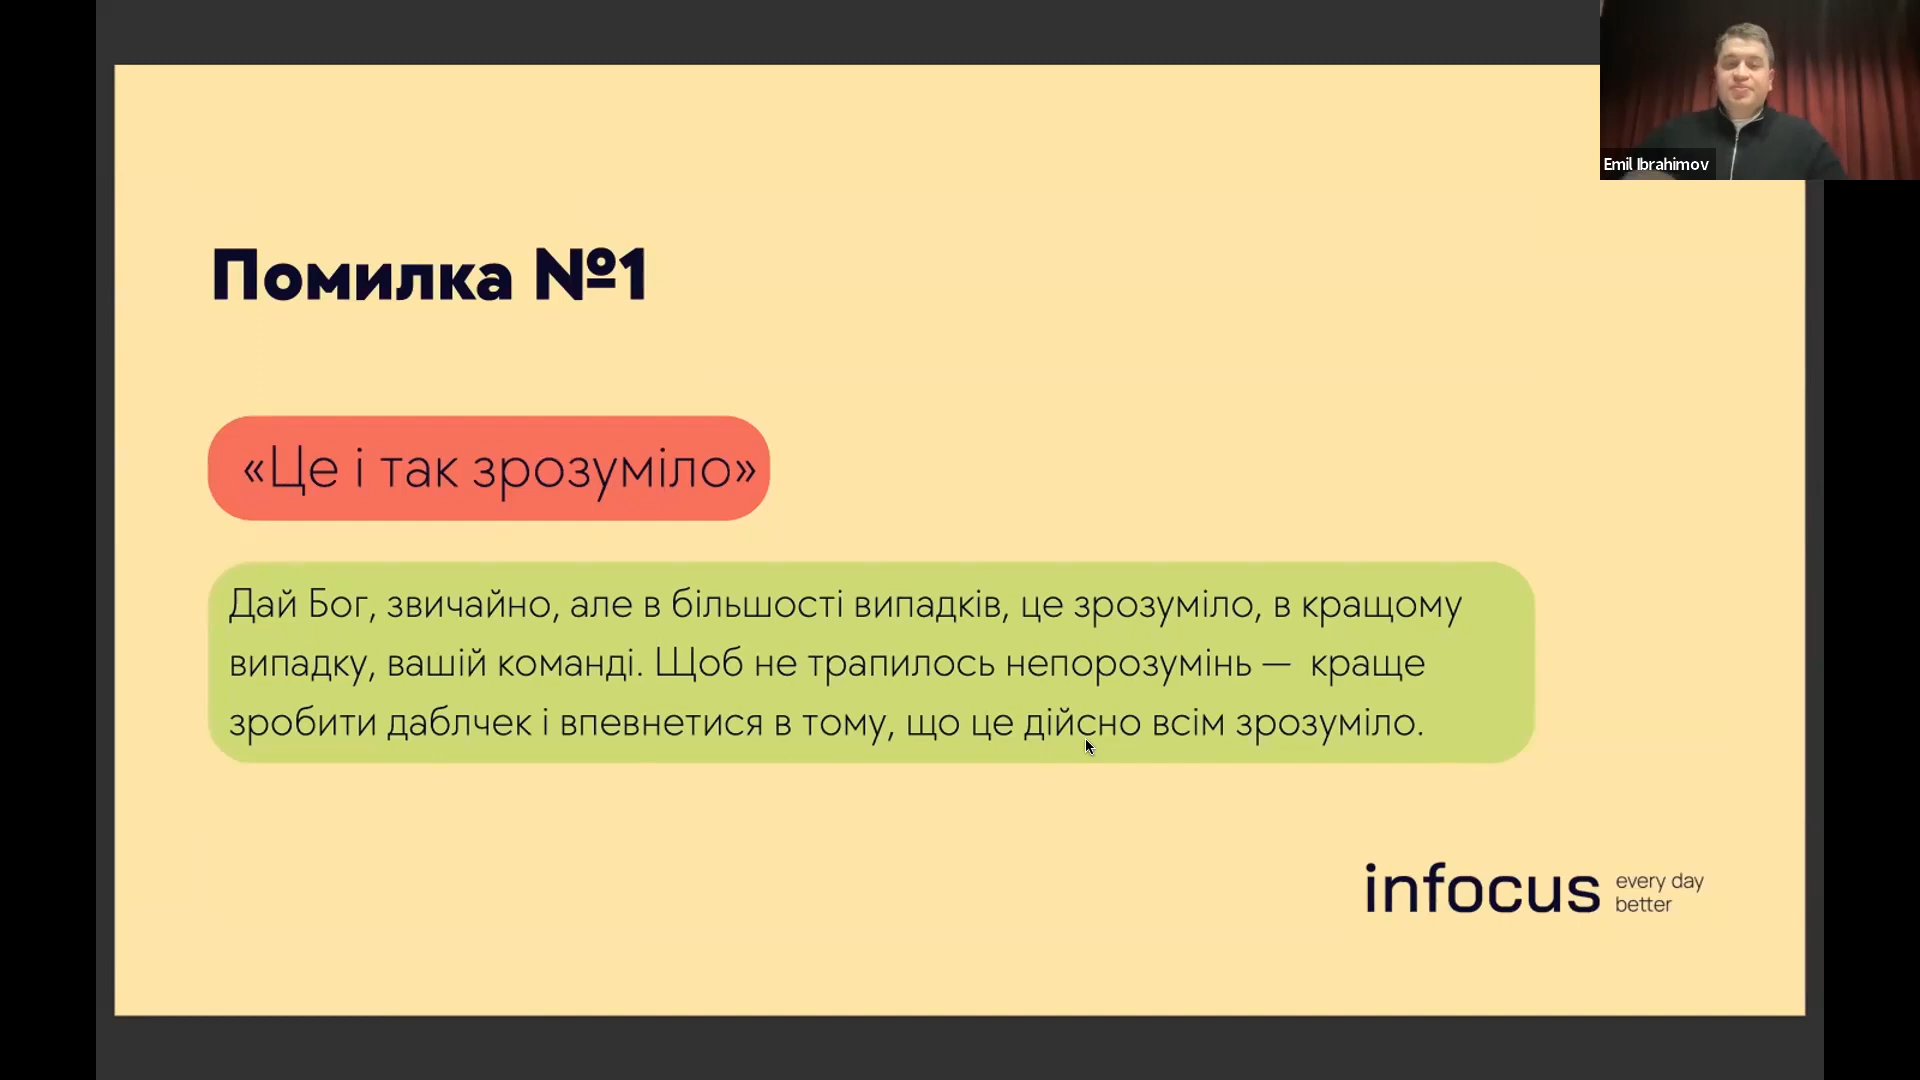 Emil Ibrahimov
Помилка №1
«Це і так зрозуміло»
Дай Бог, звичайно, але в більшості випадків, це зрозуміло, в кращому
випадку, вашій команді. Щоб не трапилось непорозумінь — краще
зробити даблчек і впевнетися в тому, що це дійсно всім зрозуміло.
infocus
every day
better